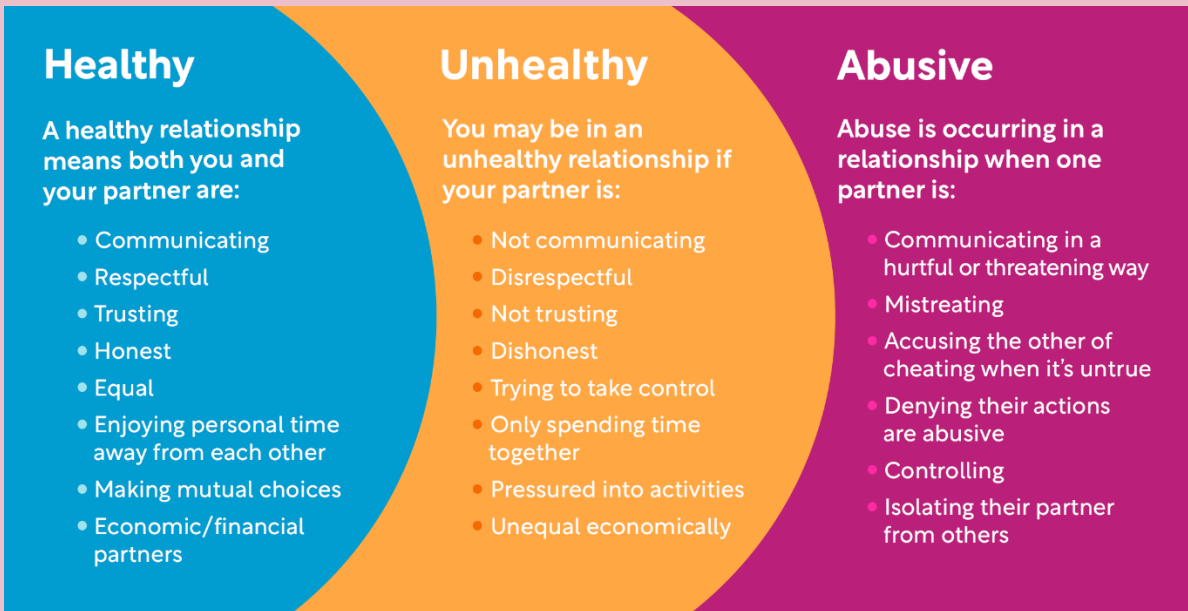 Healthy
A healthy relationship
means both you and
your partner are:
• Communicating
• Respectful
• Trusting
• Honest
• Equal
• Enjoying personal time
away from each other
• Making mutual choices
• Economic/financial
partners
Unhealthy
You may be in an
unhealthy relationship if
your partner is:
• Not communicating
• Disrespectful
• Not trusting
• Dishonest
• Trying to take control
• Only spending time
together
• Pressured into activities
• Unequal economically
Abusive
Abuse is occurring in a
relationship when one
partner is:
• Communicating in a
hurtful or threatening way
• Mistreating
• Accusing the other of
cheating when it's untrue
• Denying their actions
are abusive
• Controlling
• Isolating their partner
from others